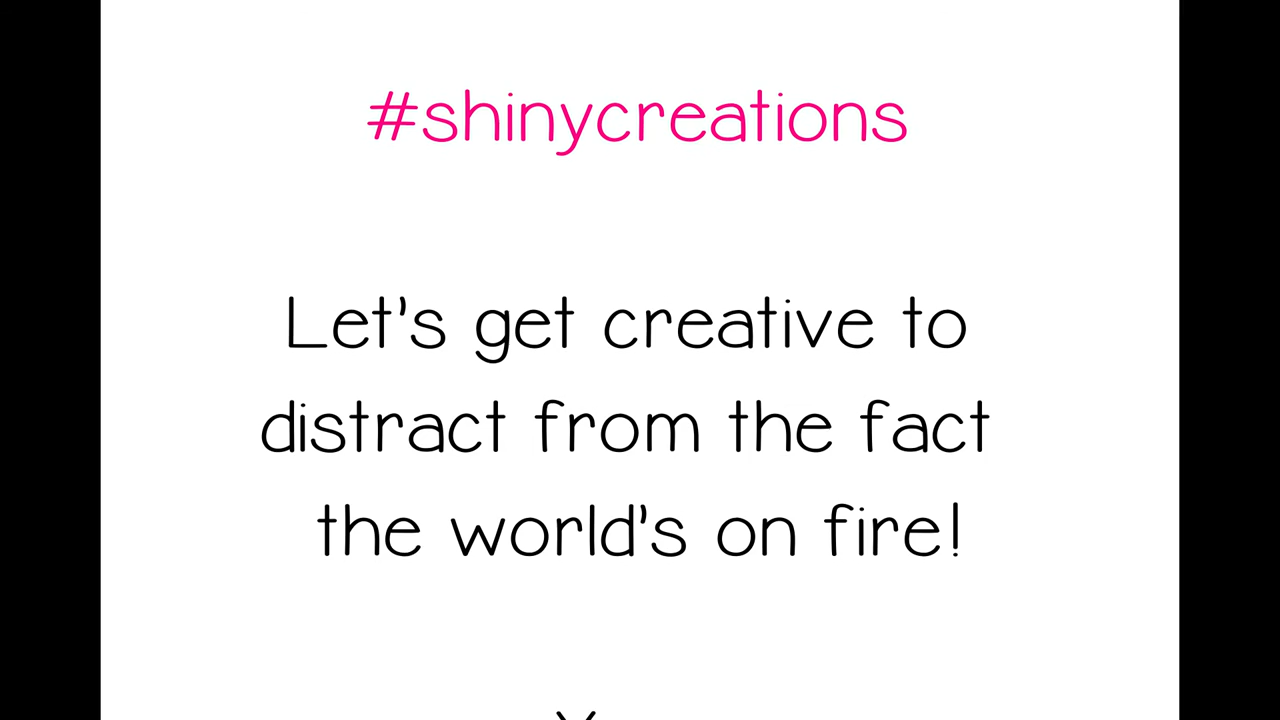 #shinycreations
Let's get creative to
distract from the fact
the world's on fire!